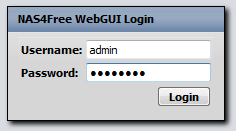 NAS4Free WebGUI Login
Username: admin
Password: ●●●●●●●●
Login